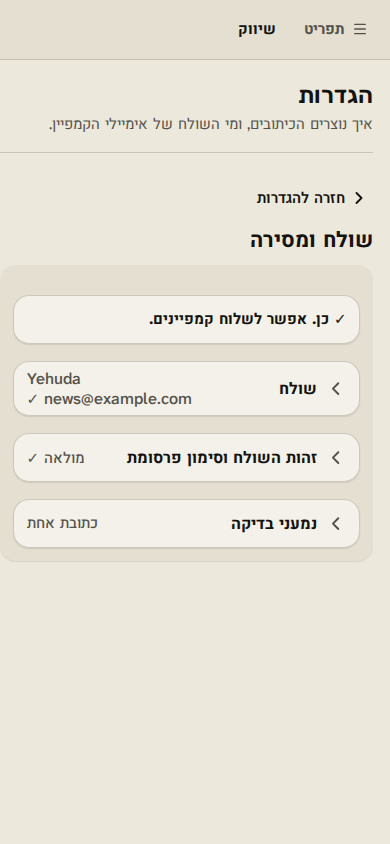 תפריט
שיווק
הגדרות
איך נוצרים הכיתובים, ומי השולח של אימיילי הקמפיין.
חזרה להגדרות
שולח ומסירה
✓ כן. אפשר לשלוח קמפיינים.
שולח
Yehuda
✓ news@example.com
זהות השולח וסימון פרסומת
מולאה ✓
נמעני בדיקה
כתובת אחת